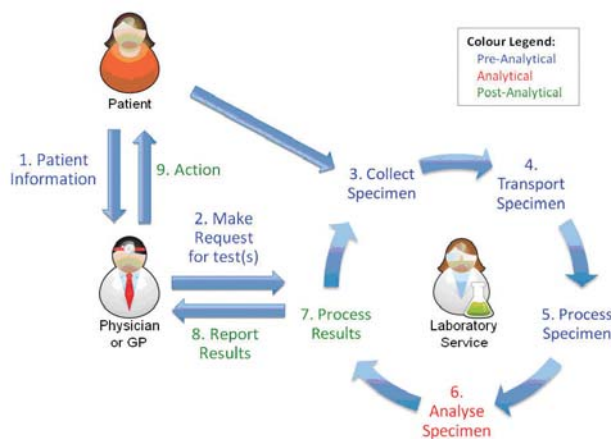 Colour Legend:
Pre-Analytical
Analytical
Post-Analytical
Patient
1. Patient
Information
9. Action
2. Make
Request
for test(s)
3. Collect
Specimen
4.
Transport
Specimen
5. Process
Specimen
6.
Analyse
Specimen
7. Process
Results
8. Report
Results
Physician
or GP
Laboratory
Service